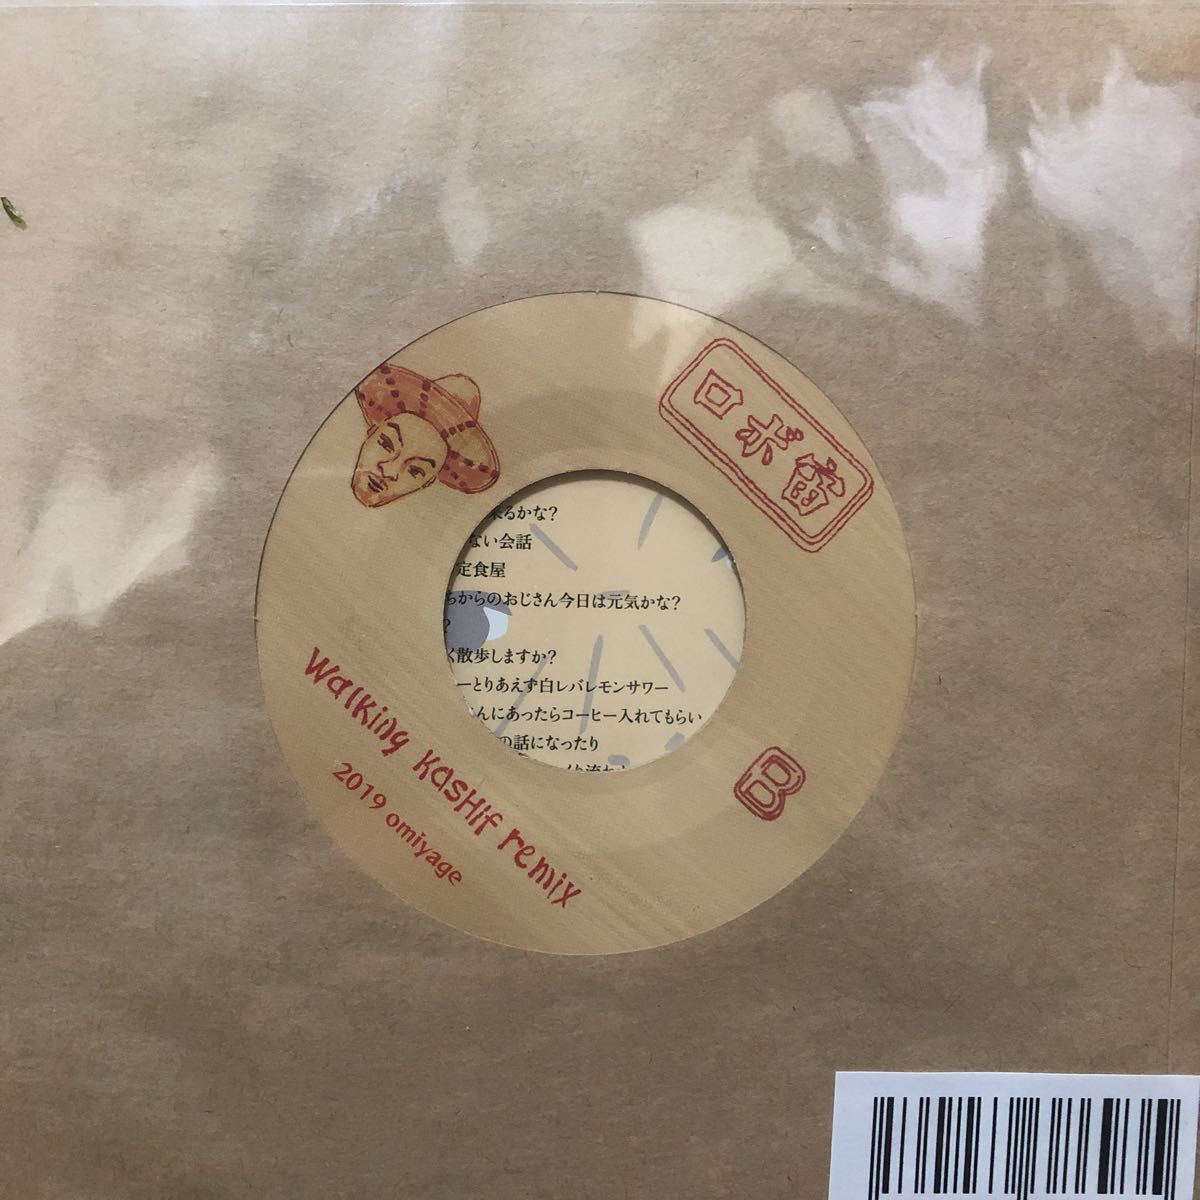 ロボ宙
来るかな?
ない会話
定食屋
ちからのおじさん今日は元気かな?
?
く散歩しますか?
ーとりあえず白レバレモンサワー
んにあったらコーヒー入れてもらい
の話になったり
B
walking kasHif remix
2019 omiyage